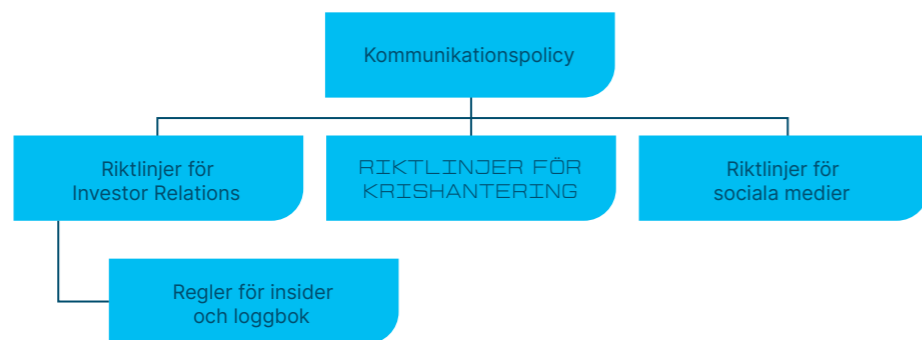 Kommunikationspolicy
Riktlinjer för
Investor Relations
RIKTLINJER FÖR
KRISHANTERING
Riktlinjer för
sociala medier
Regler för insider
och loggbok